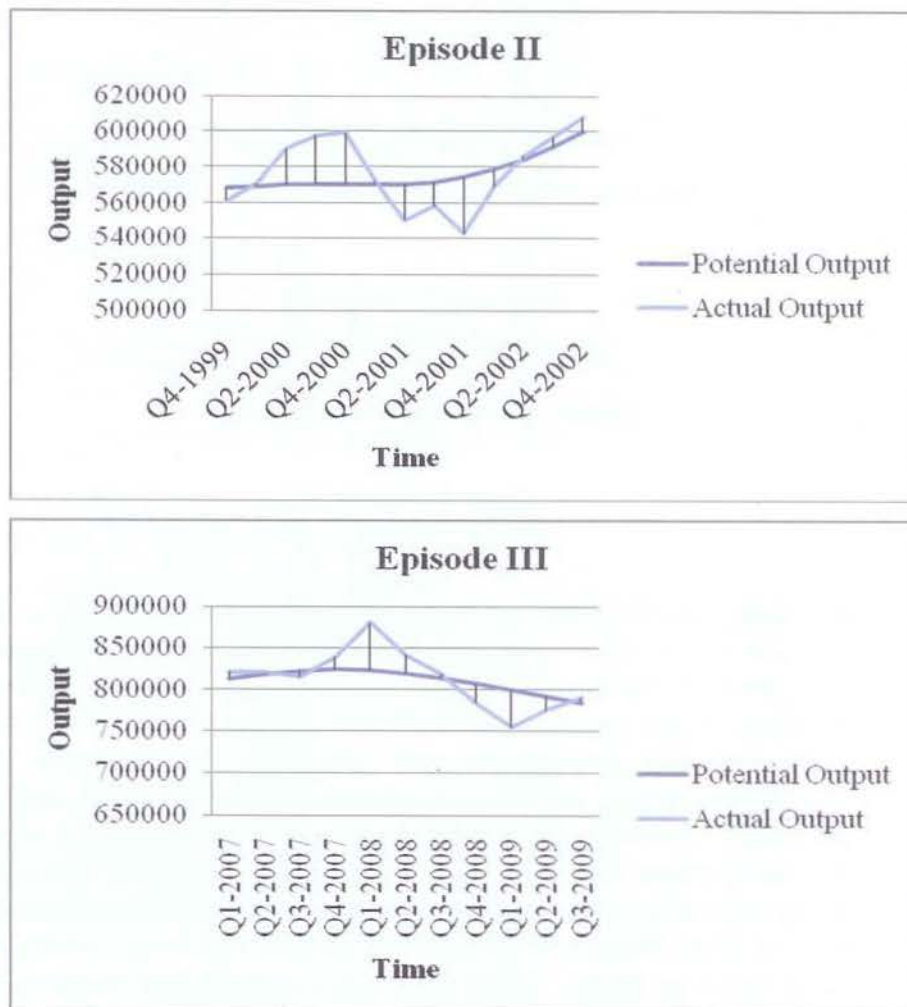 Episode II
620000
600000
580000
560000
540000
520000
500000
Output
Q4-1999
Q2-2000
Q4-2000
Q2-2001
Q4-2001
Q2-2002
Q4-2002
Time
Potential Output
Actual Output
Episode III
900000
850000
800000
750000
700000
650000
Output
Q1-2007
Q2-2007
Q3-2007
Q4-2007
Q1-2008
Q2-2008
Q3-2008
Q4-2008
Q1-2009
Q2-2009
Q3-2009
Time
Potential Output
Actual Output